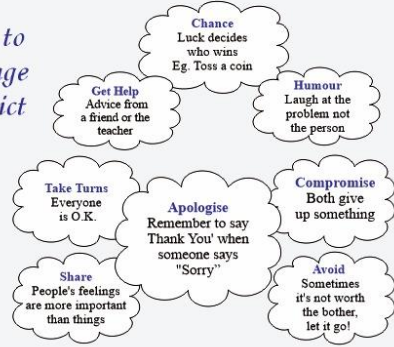 to
ge
ict
Chance
Luck decides
who wins
Eg. Toss a coin
Get Help
Advice from
a friend or the
teacher
Humour
Laugh at the
problem not
the person
Take Turns
Everyone
is O.K.
Apologise
Remember to say
Thank You' when
someone says
"Sorry"
Compromise
Both give
up something
Share
People's feelings
are more important
than things
Avoid
Sometimes
it's not worth
the bother,
let it go!